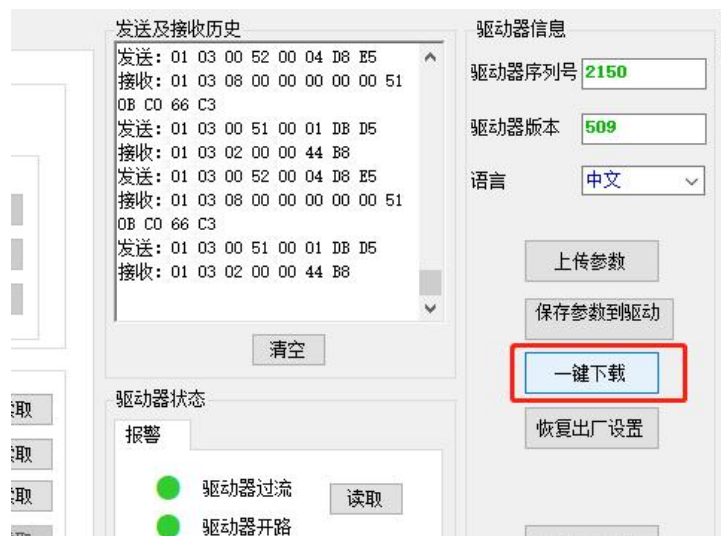 发送及接收历史
发送: 01 03 00 52 00 04 D8 E5
接收: 01 03 08 00 00 00 00 00 51
0B C0 66 C3
发送: 01 03 00 51 00 01 DB D5
接收: 01 03 02 00 00 44 B8
发送: 01 03 00 52 00 04 D8 E5
接收: 01 03 08 00 00 00 00 00 51
0B C0 66 C3
发送: 01 03 00 51 00 01 DB D5
接收: 01 03 02 00 00 44 B8
清空
驱动器信息
驱动器序列号 2150
驱动器版本 509
语言 中文
上传参数
保存参数到驱动
一键下载
恢复出厂设置
取
取
取
驱动器状态
报警
驱动器过流
读取
驱动器开路